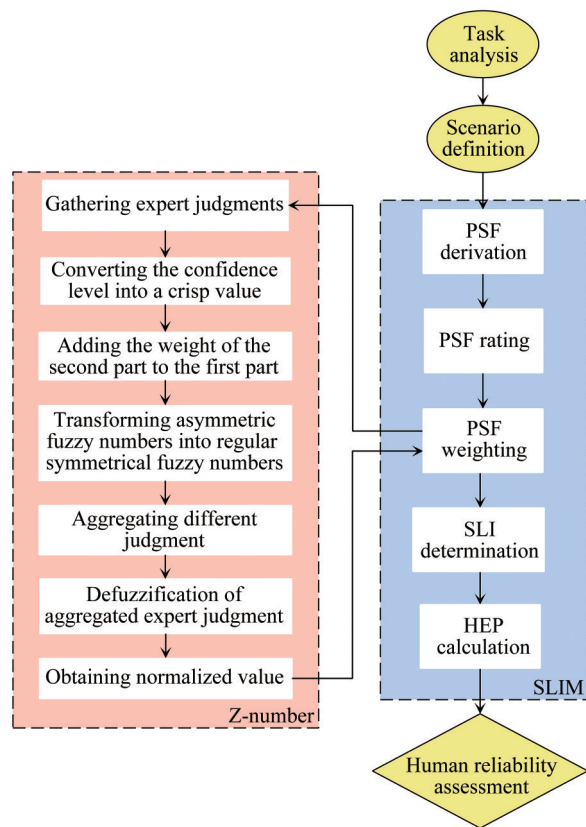 Task
analysis
Scenario
definition
Gathering expert judgments
Converting the confidence
level into a crisp value
Adding the weight of the
second part to the first part
Transforming asymmetric
fuzzy numbers into regular
symmetrical fuzzy numbers
Aggregating different
judgment
Defuzzification of
aggregated expert judgment
Obtaining normalized value
Z-number
PSF
derivation
PSF rating
PSF
weighting
SLI
determination
HEP
calculation
SLIM
Human reliability
assessment